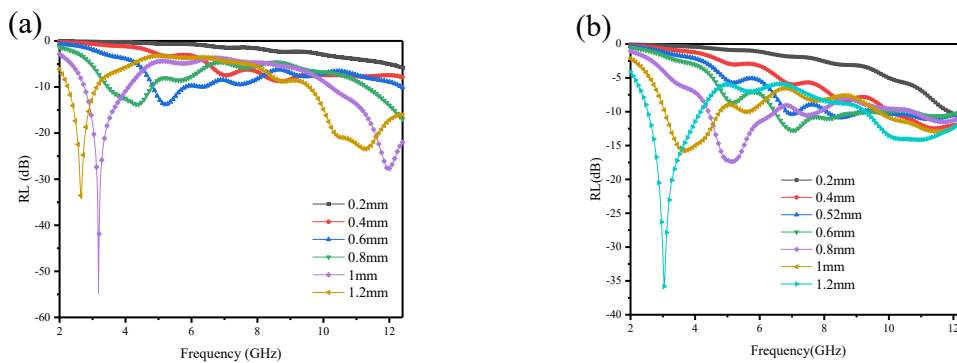 (a)
0
-10
-20
-30
-40
-50
-60
RL (dB)
2
4
6
8
10
12
Frequency (GHz)
0.2mm
0.4mm
0.6mm
0.8mm
1mm
1.2mm
(b)
0
-5
-10
-15
-20
-25
-30
-35
-40
RL(dB)
2
4
6
8
10
12
Frequency(GHz)
0.2mm
0.4mm
0.52mm
0.6mm
0.8mm
1mm
1.2mm